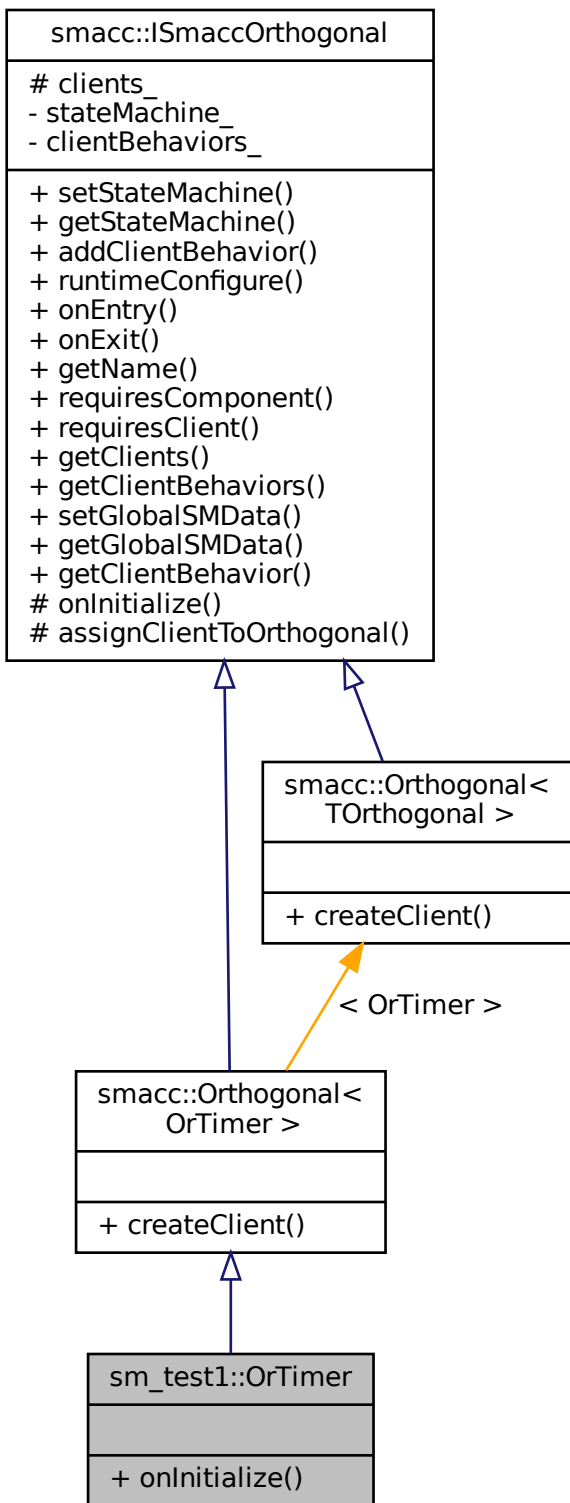 smacc::ISmaccOrthogonal
# clients_
- stateMachine_
- clientBehaviors_
+ setStateMachine()
+ getStateMachine()
+ addClientBehavior()
+ runtimeConfigure()
+ onEntry()
+ onExit()
+ getName()
+ requiresComponent()
+ requiresClient()
+ getClients()
+ getClientBehaviors()
+ setGlobalSMData()
+ getGlobalSMData()
+ getClientBehavior()
# onInitialize()
# assignClientToOrthogonal()
smacc::Orthogonal<
TOrthogonal >
+ createClient()
< OrTimer >
smacc::Orthogonal<
OrTimer >
+ createClient()
sm_test1::OrTimer
+ onInitialize()